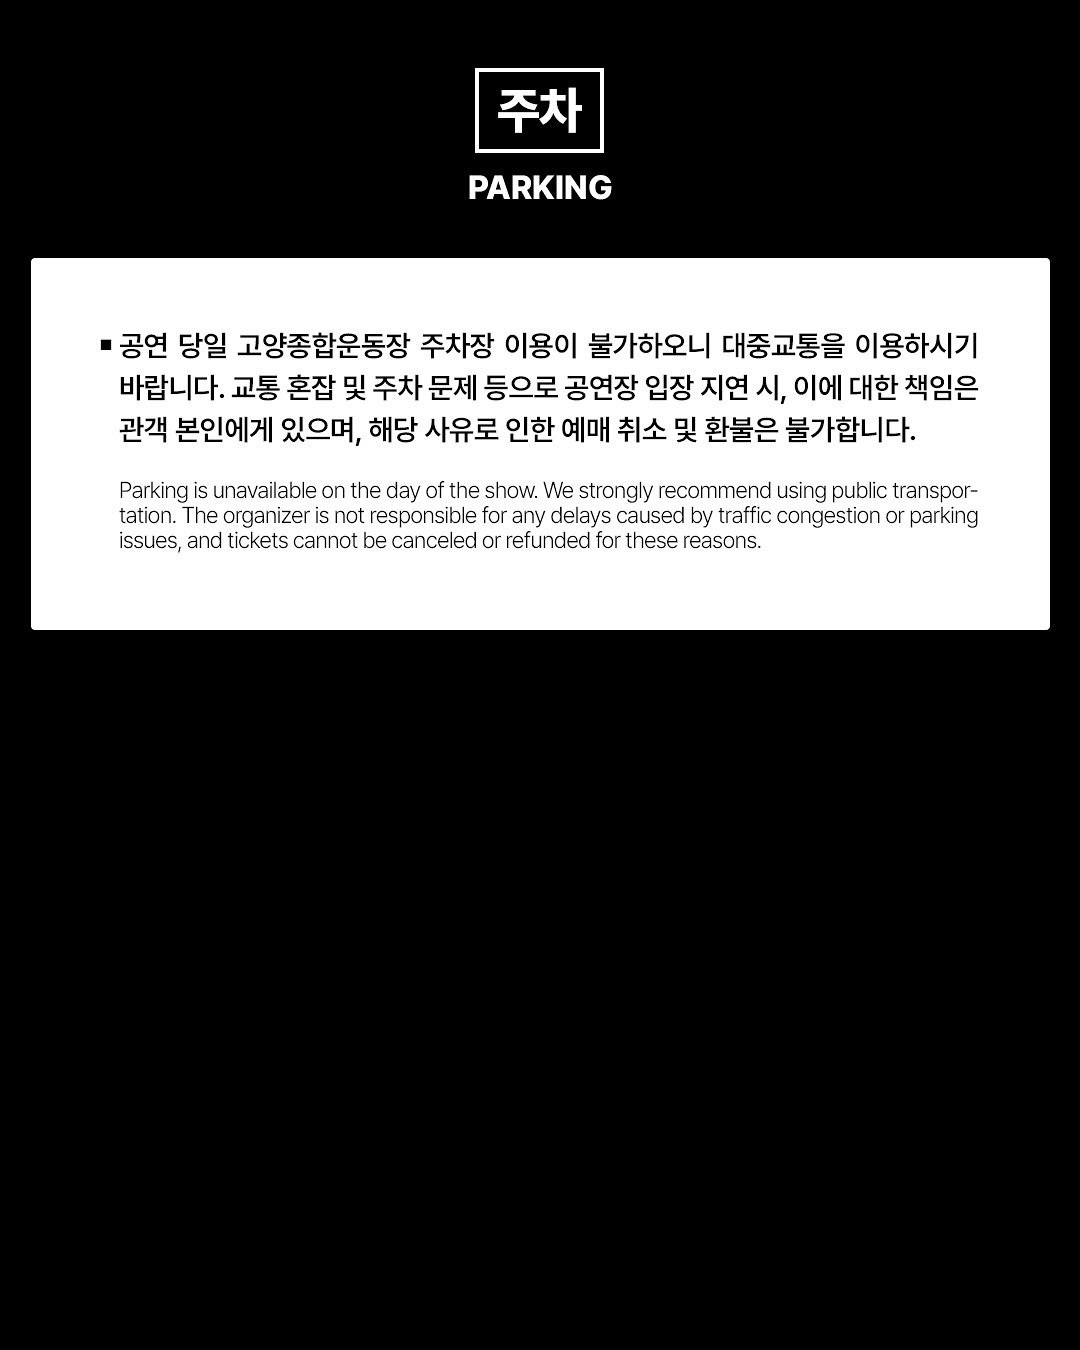 주차
PARKING
■ 공연 당일 고양종합운동장 주차장 이용이 불가하오니 대중교통을 이용하시기
바랍니다. 교통 혼잡 및 주차 문제 등으로 공연장 입장 지연 시, 이에 대한 책임은
관객 본인에게 있으며, 해당 사유로 인한 예매 취소 및 환불은 불가합니다.
Parking is unavailable on the day of the show. We strongly recommend using public transpor-
tation. The organizer is not responsible for any delays caused by traffic congestion or parking
issues, and tickets cannot be canceled or refunded for these reasons.